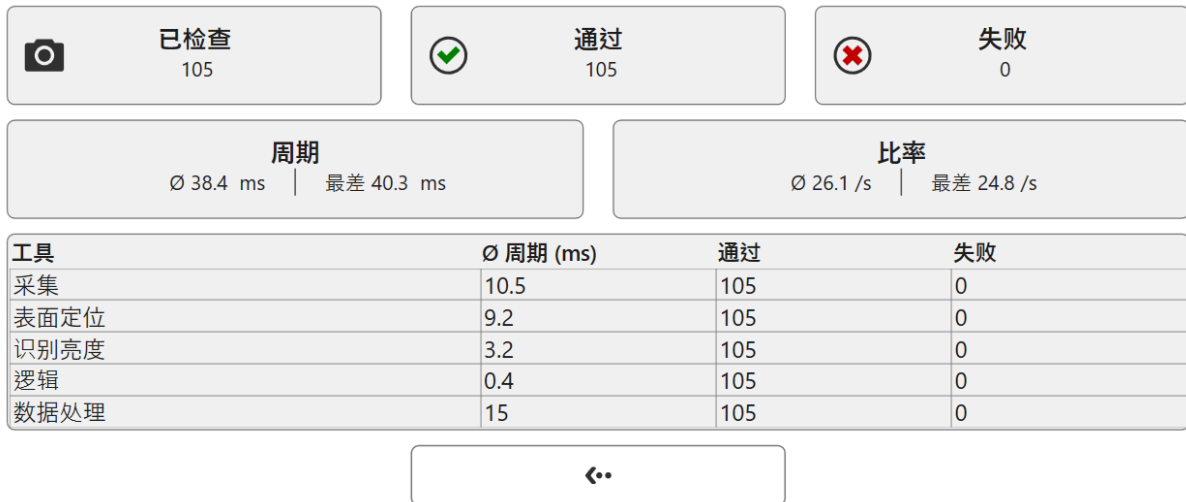 已检查
105
通过
105
失败
0
周期
Ø 38.4 ms | 最差 40.3 ms
比率
Ø 26.1 /s | 最差 24.8 /s
工具 Ø 周期 (ms) 通过 失败
采集 10.5 105 0
表面定位 9.2 105 0
识别亮度 3.2 105 0
逻辑 0.4 105 0
数据处理 15 105 0